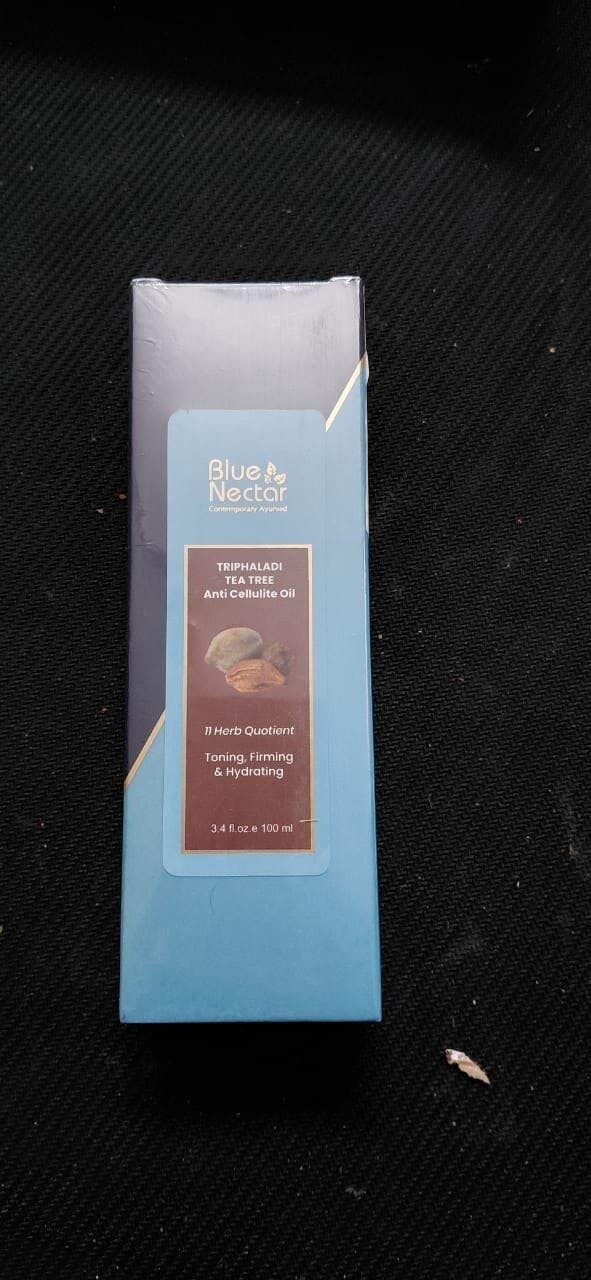 Blue
Nectar
Contemporary Ayurved
TRIPHALADI
TEA TREE
Anti Cellulite Oil
11 Herb Quotient
Toning, Firming
& Hydrating
3.4 fl.oz.e 100 ml